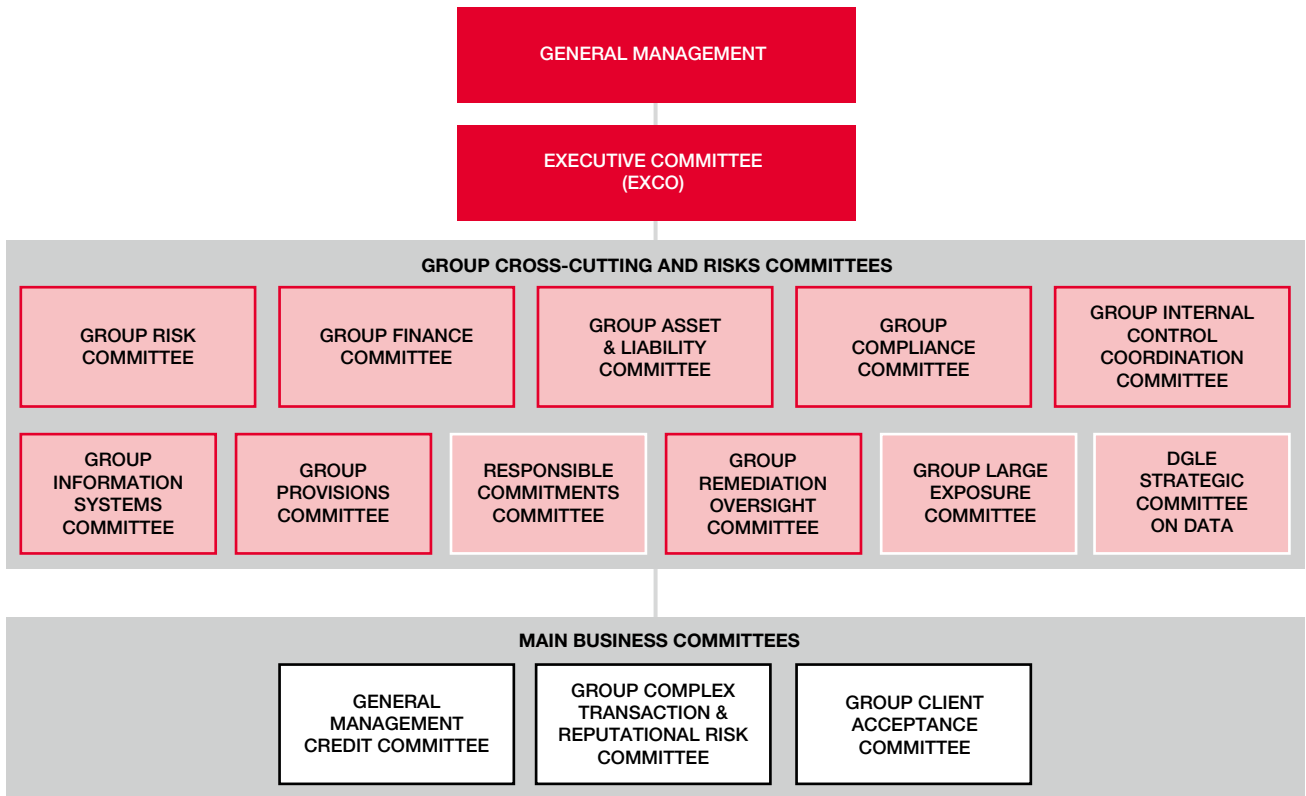 GENERAL MANAGEMENT
EXECUTIVE COMMITTEE
(EXCO)
GROUP CROSS-CUTTING AND RISKS COMMITTEES
GROUP RISK
COMMITTEE
GROUP FINANCE
COMMITTEE
GROUP ASSET
& LIABILITY
COMMITTEE
GROUP
COMPLIANCE
COMMITTEE
GROUP INTERNAL
CONTROL
COORDINATION
COMMITTEE
GROUP
INFORMATION
SYSTEMS
COMMITTEE
GROUP
PROVISIONS
COMMITTEE
RESPONSIBLE
COMMITMENTS
COMMITTEE
GROUP
REMEDIATION
OVERSIGHT
COMMITTEE
GROUP LARGE
EXPOSURE
COMMITTEE
DGLE
STRATEGIC
COMMITTEE
ON DATA
MAIN BUSINESS COMMITTEES
GENERAL
MANAGEMENT
CREDIT COMMITTEE
GROUP COMPLEX
TRANSACTION &
REPUTATIONAL RISK
COMMITTEE
GROUP CLIENT
ACCEPTANCE
COMMITTEE